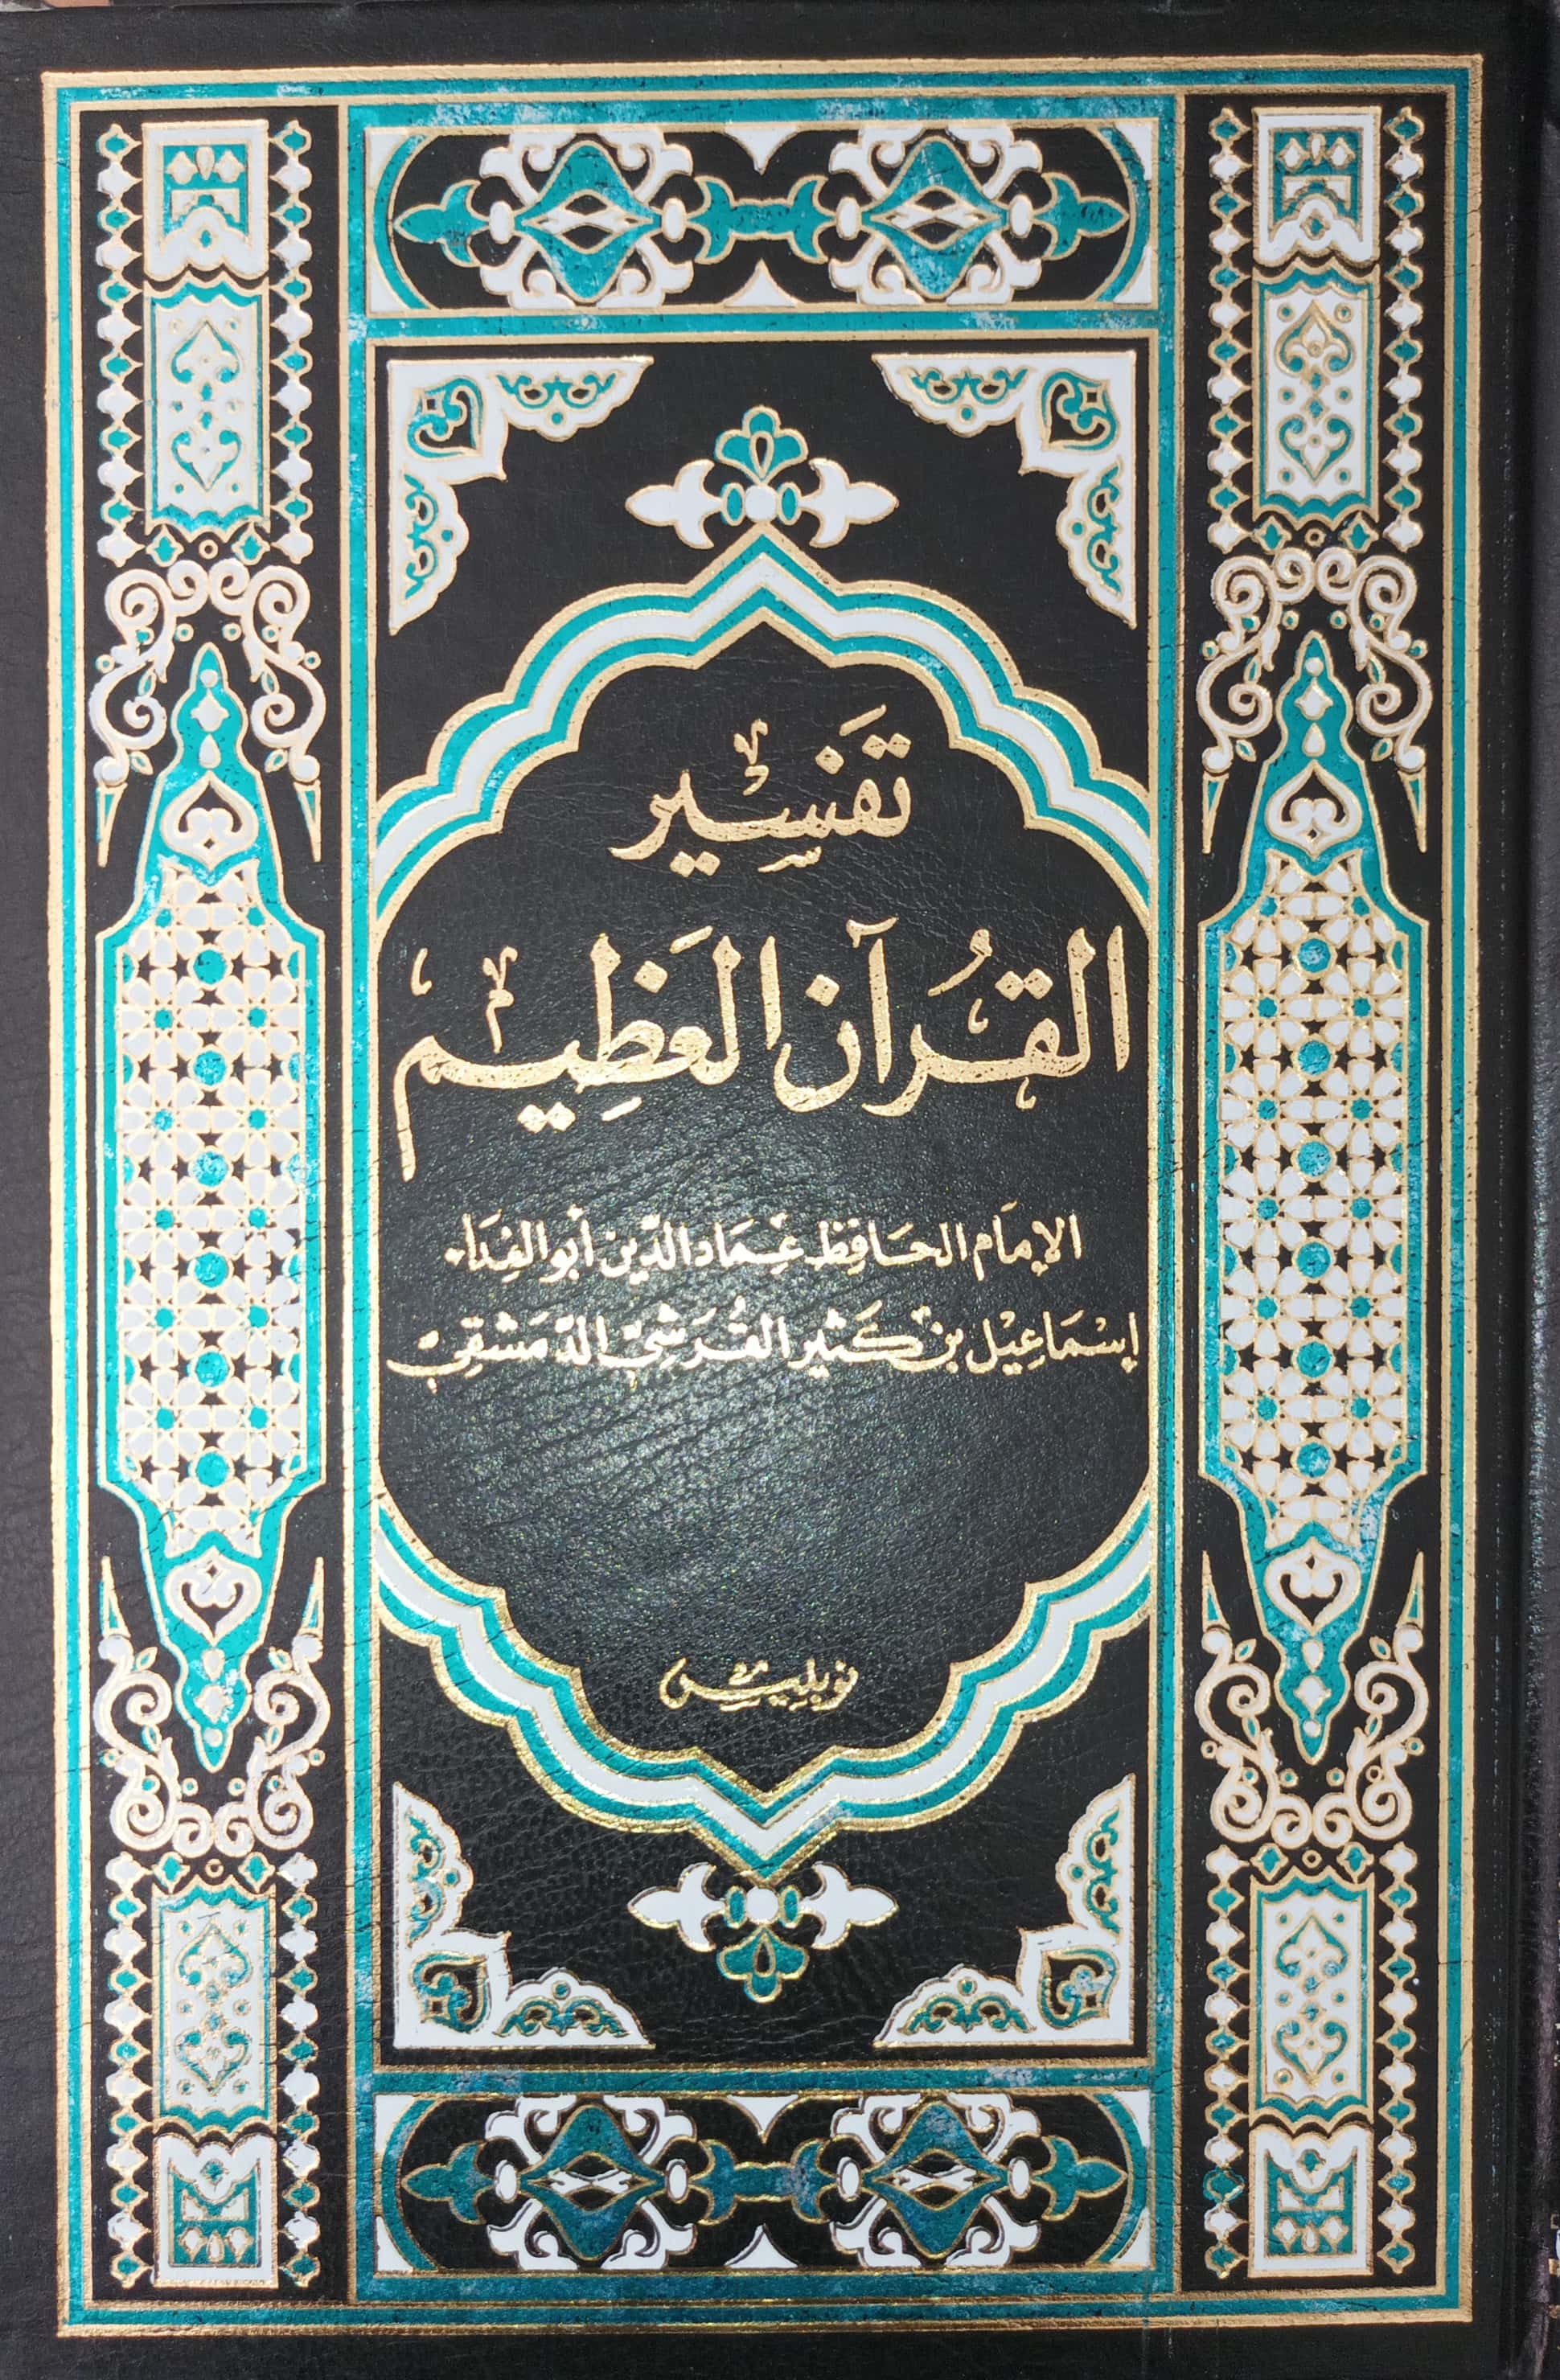 تفسير
القرآن العظيم
الإمام الحافظ عماد الدين أبو الفداء
إسماعيل بن كثير القرشي الدمشقي
نوبليس